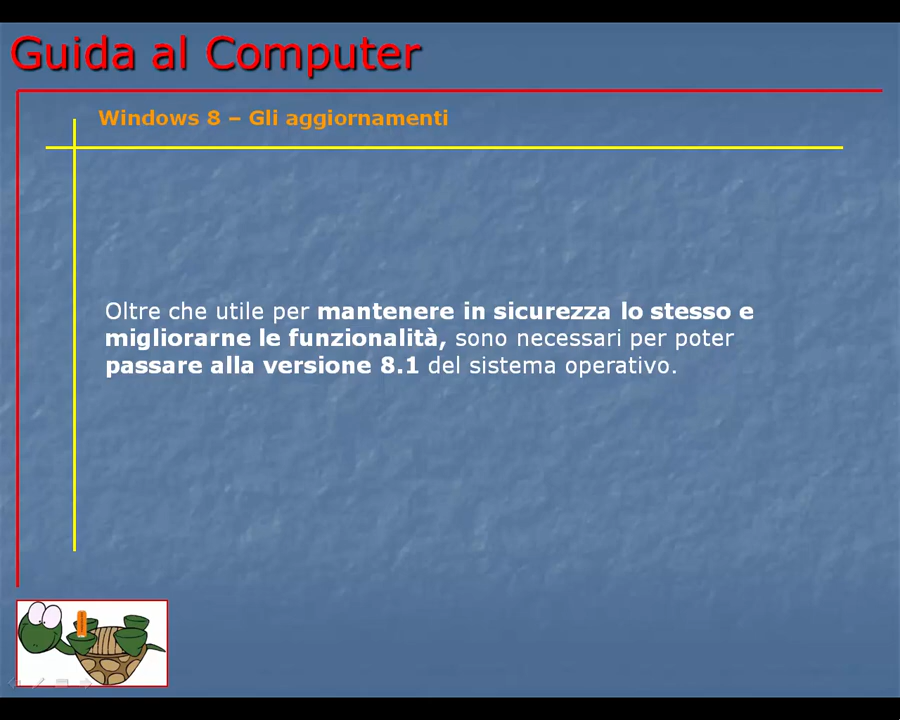 Guida al Computer
Windows 8 – Gli aggiornamenti
Oltre che utile per mantenere in sicurezza lo stesso e
migliorarne le funzionalità, sono necessari per poter
passare alla versione 8.1 del sistema operativo.